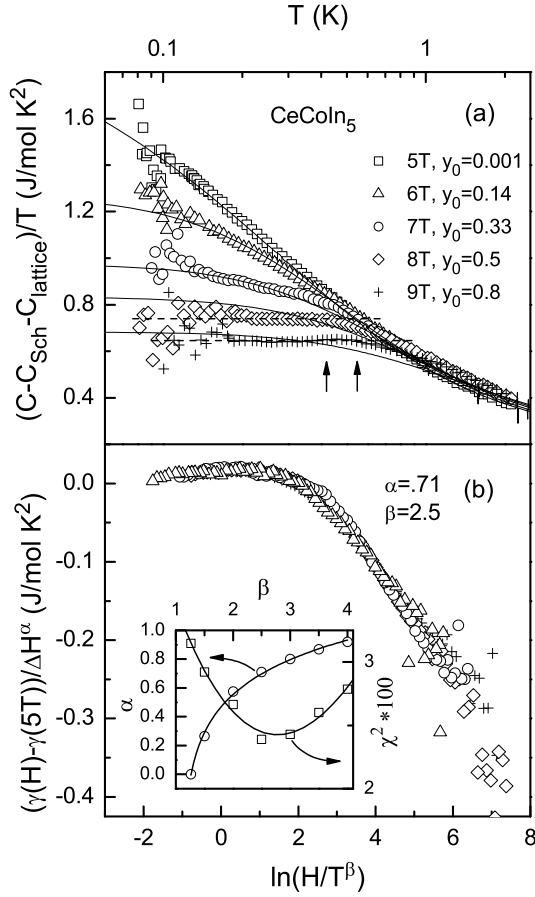 T (K)
0.1 1
(C-C_Sch-C_lattice)/T (J/mol K²)
1.6
1.2
0.8
0.4
CeCoIn₅ (a)
5T, y₀=0.001
6T, y₀=0.14
7T, y₀=0.33
8T, y₀=0.5
9T, y₀=0.8
(γ(H)-γ(5T))/ΔH^α (J/mol K²)
0.0
-0.1
-0.2
-0.3
-0.4
α=.71 (b)
β=2.5
β
1 2 3 4
α
1.0
0.8
0.6
0.4
0.2
0.0
3
2
χ²*100
-2 0 2 4 6 8
ln(H/T^β)